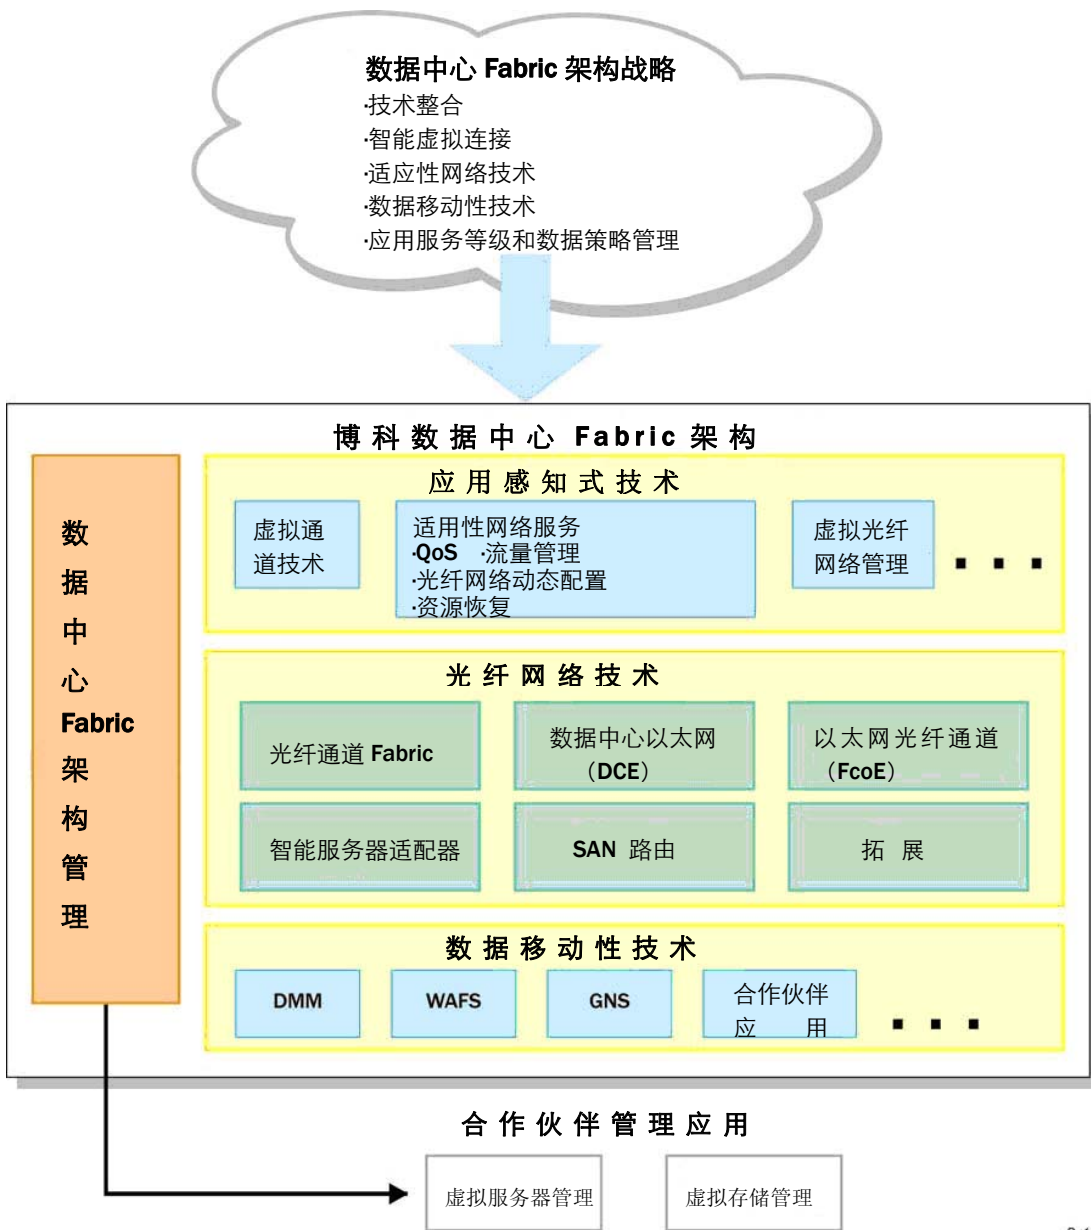 数据中心 Fabric 架构战略
·技术整合
·智能虚拟连接
·适应性网络技术
·数据移动性技术
·应用服务等级和数据策略管理
博科数据中心 Fabric 架构
数
据
中
心
Fabric
架
构
管
理
应用感知式技术
虚拟通
道技术
适用性网络服务
·QoS ·流量管理
·光纤网络动态配置
·资源恢复
虚拟光纤
网络管理
光纤网络技术
光纤通道 Fabric
数据中心以太网
（DCE）
以太网光纤通道
（FcoE）
智能服务器适配器
SAN 路由
拓 展
数据移动性技术
DMM
WAFS
GNS
合作伙伴
应 用
合作伙伴管理应用
虚拟服务器管理
虚拟存储管理